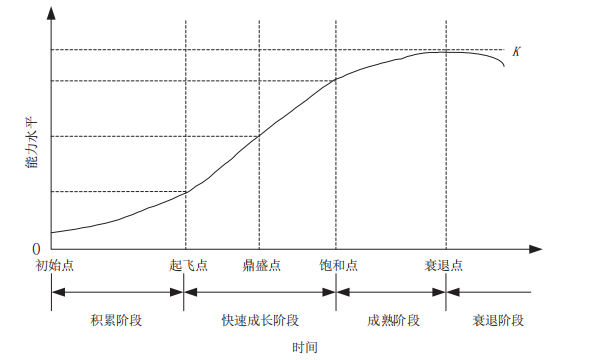 K
能力水平
0
初始点 起飞点 鼎盛点 饱和点 衰退点
积累阶段 快速成长阶段 成熟阶段 衰退阶段
时间